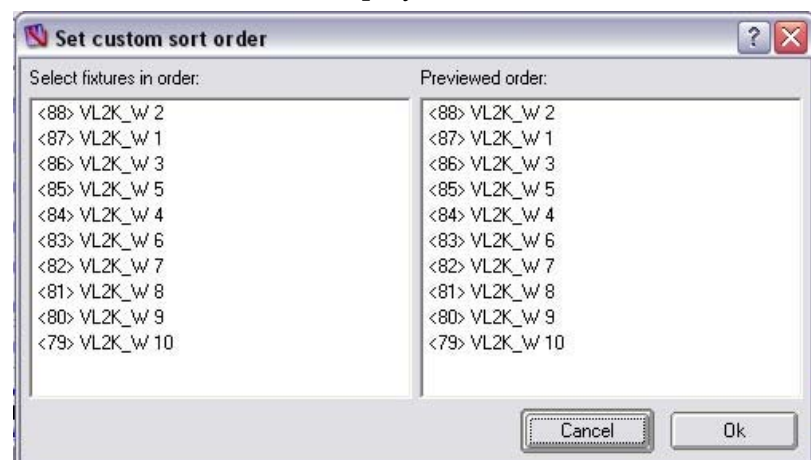 Set custom sort order
Select fixtures in order:
<88> VL2K_W 2
<87> VL2K_W 1
<86> VL2K_W 3
<85> VL2K_W 5
<84> VL2K_W 4
<83> VL2K_W 6
<82> VL2K_W 7
<81> VL2K_W 8
<80> VL2K_W 9
<79> VL2K_W 10
Previewed order:
<88> VL2K_W 2
<87> VL2K_W 1
<86> VL2K_W 3
<85> VL2K_W 5
<84> VL2K_W 4
<83> VL2K_W 6
<82> VL2K_W 7
<81> VL2K_W 8
<80> VL2K_W 9
<79> VL2K_W 10
Cancel
Ok